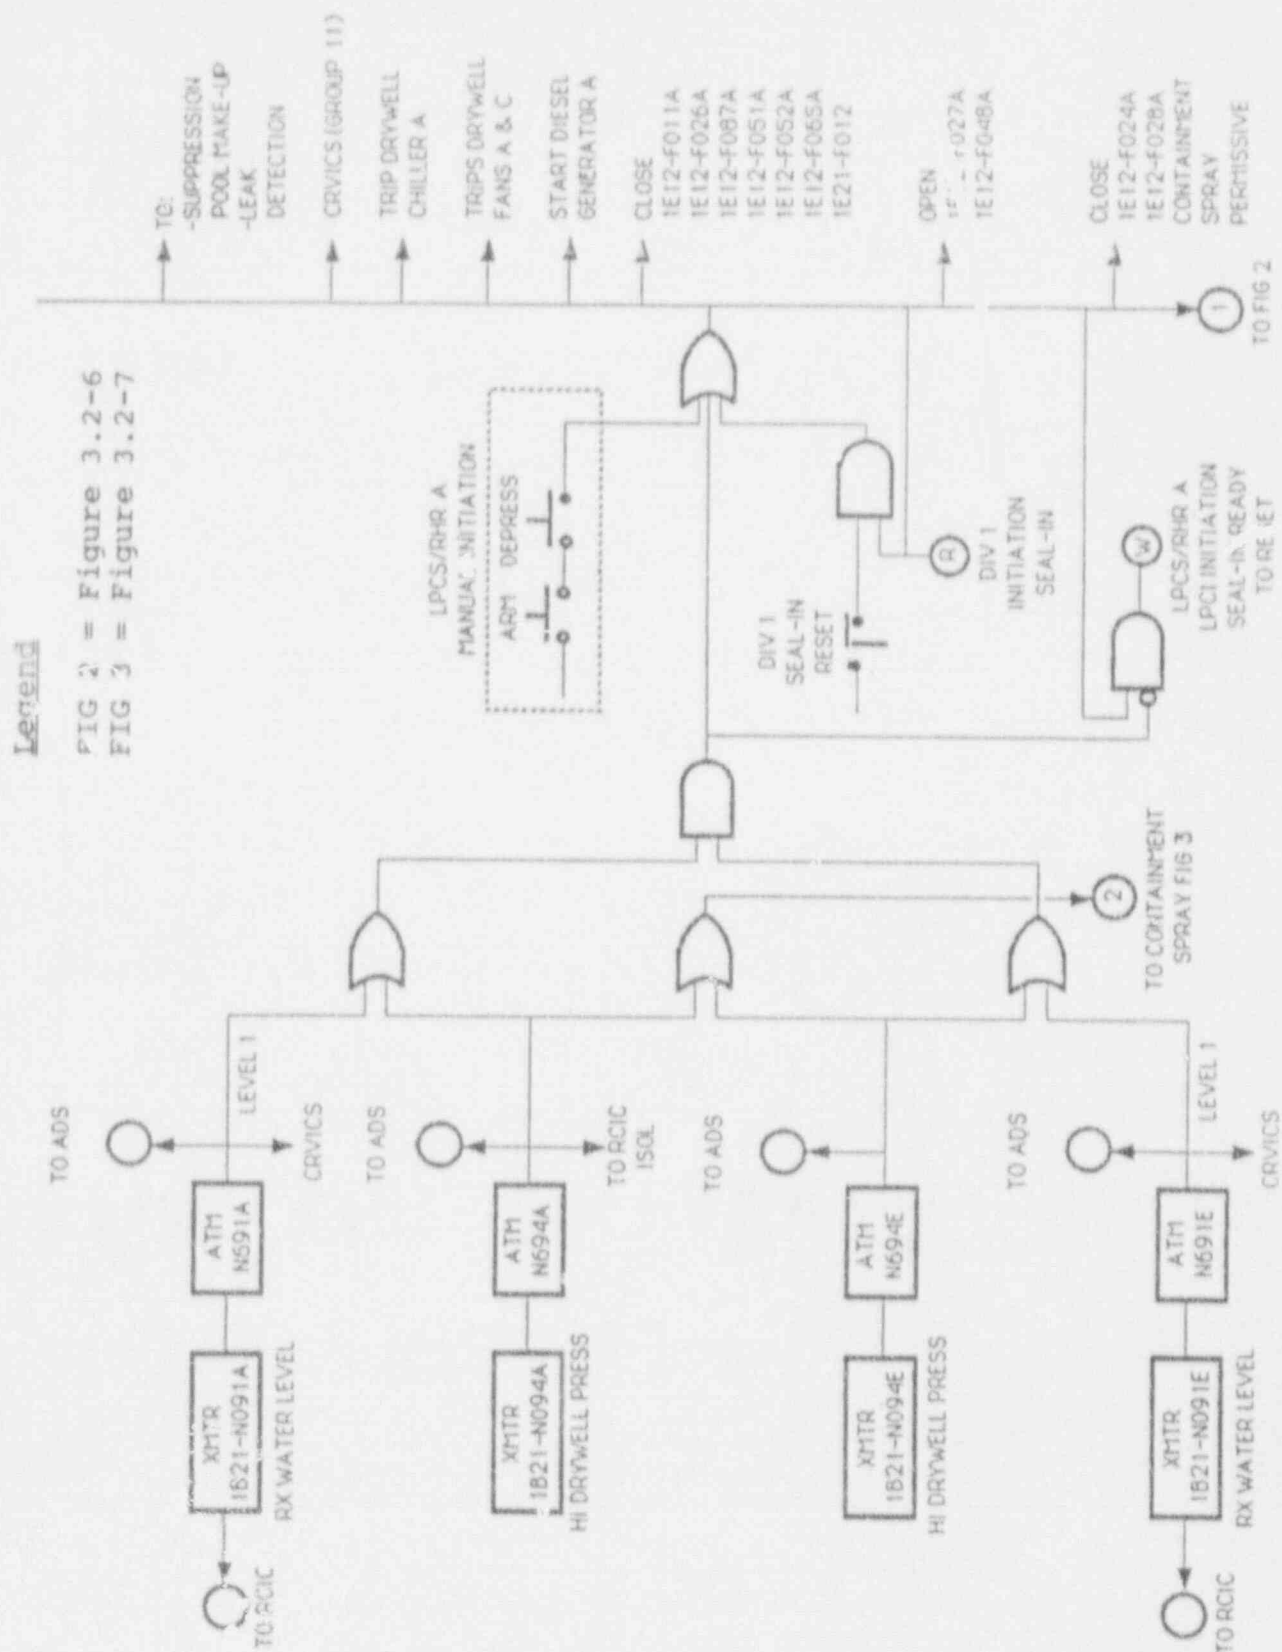 Legend
FIG 2 = Figure 3.2-6
FIG 3 = Figure 3.2-7
TO:
-SUPPRESSION
POOL MAKE-UP
-LEAK
DETECTION
CRVICS (GROUP 11)
TRIP DRYWELL
CHILLER A
TRIPS DRYWELL
FANS A & C
START DIESEL
GENERATOR A
CLOSE
1E12-F011A
1E12-F026A
1E12-F087A
1E12-F051A
1E12-F052A
1E12-F065A
1E21-F012
OPEN
F027A
1E12-F048A
CLOSE
1E12-F024A
1E12-F028A
CONTAINMENT
SPRAY
PERMISSIVE
1
TO FIG 2
LPCS/RHR A
MANUAL INITIATION
ARM DEPRESS
DIV 1
SEAL-IN
RESET
R
DIV 1
INITIATION
SEAL-IN
W
LPCS/RHR A
LPCI INITIATION
SEAL-IN READY
TO RESET
2
TO CONTAINMENT
SPRAY FIG 3
TO ADS
LEVEL 1
CRVICS
ATM
N691A
XMTR
1B21-N091A
RX WATER LEVEL
TO RCIC
TO ADS
TO RCIC
ISOL
ATM
N694A
XMTR
1B21-N094A
HI DRYWELL PRESS
TO ADS
ATM
N694E
XMTR
1B21-N094E
HI DRYWELL PRESS
TO ADS
LEVEL 1
CRVICS
ATM
N691E
XMTR
1B21-N091E
RX WATER LEVEL
TO RCIC